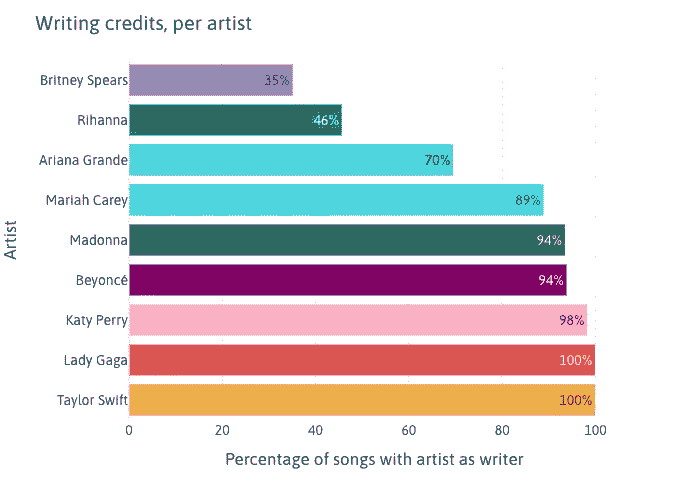 Writing credits, per artist
Artist
Britney Spears 35%
Rihanna 46%
Ariana Grande 70%
Mariah Carey 89%
Madonna 94%
Beyoncé 94%
Katy Perry 98%
Lady Gaga 100%
Taylor Swift 100%
0 20 40 60 80 100
Percentage of songs with artist as writer